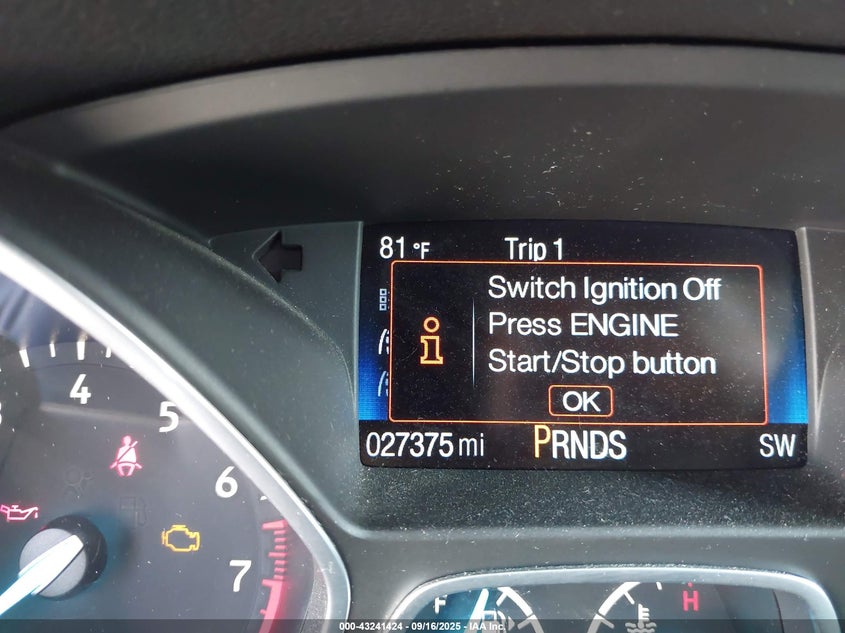 81 °F Trip 1
Switch Ignition Off
Press ENGINE
Start/Stop button
OK
027375 mi PRNDS SW
4
5
6
7
F
H
000-43241424 - 09/16/2025 - IAA Inc.